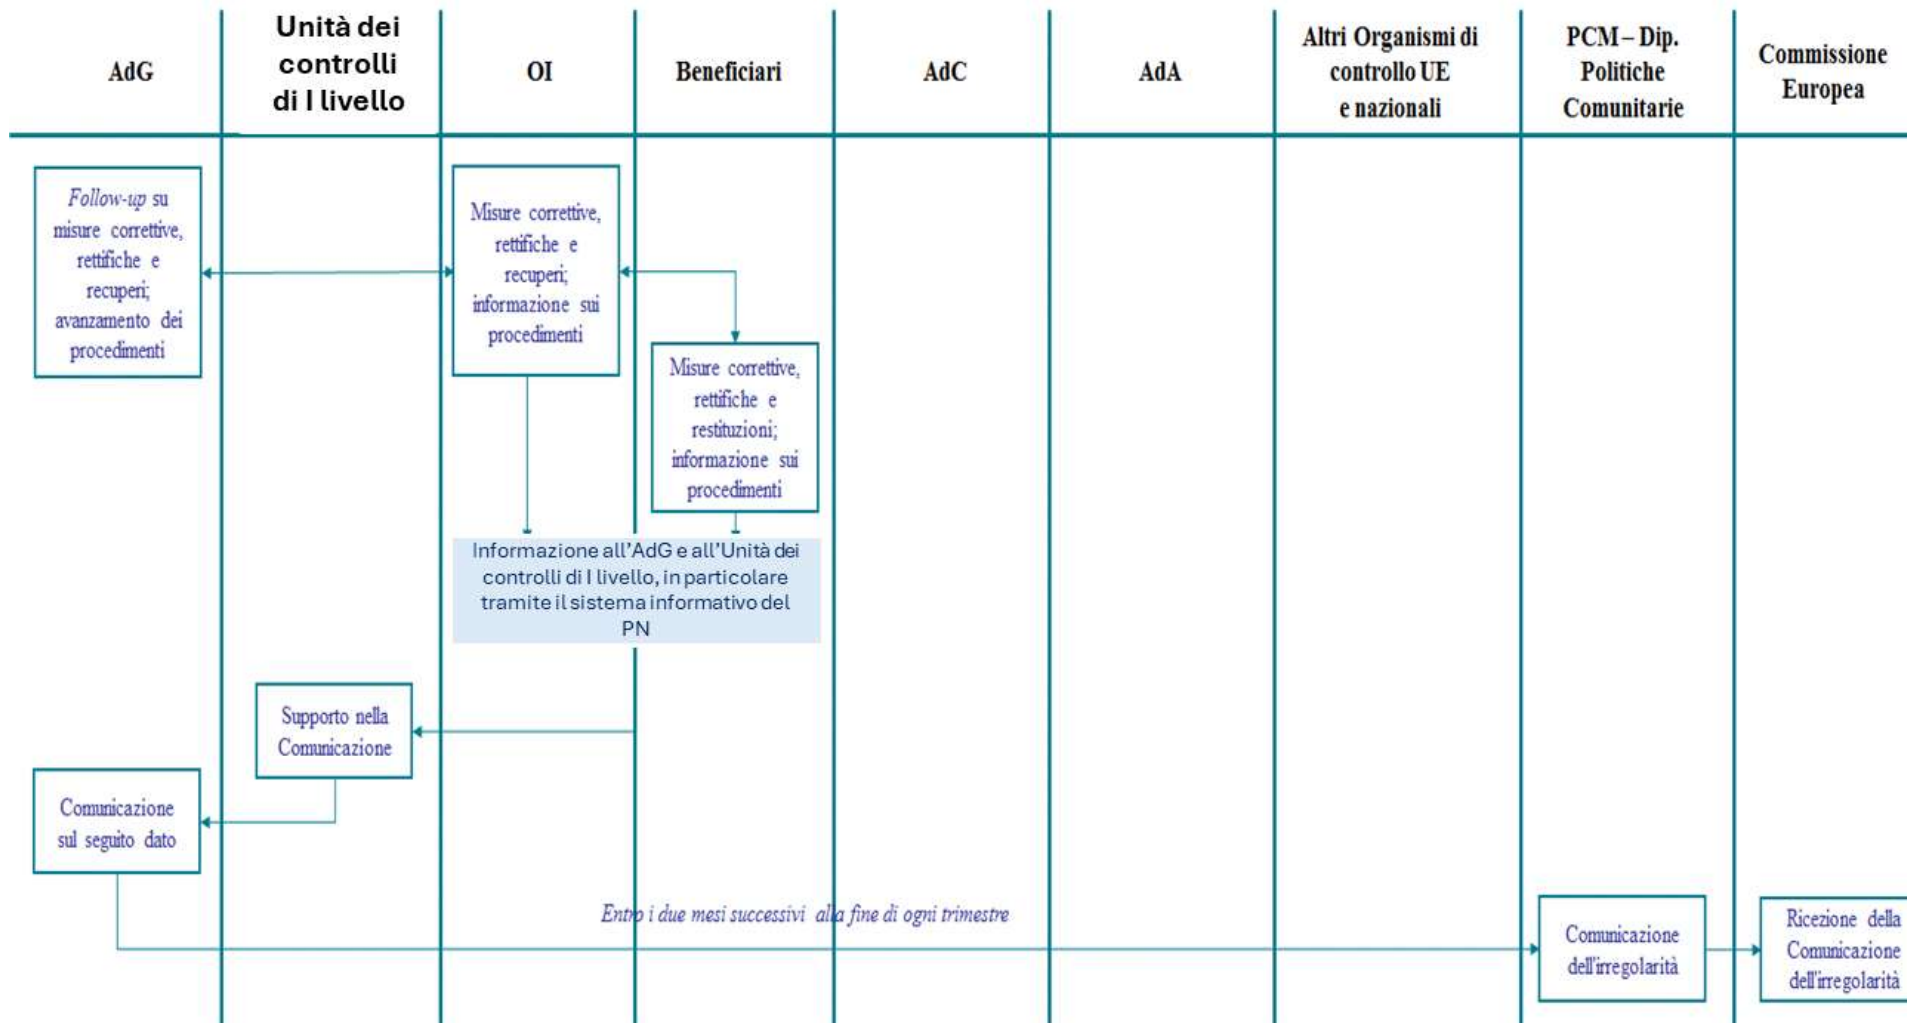 AdG
Unità dei
controlli
di I livello
OI
Beneficiari
AdC
AdA
Altri Organismi di
controllo UE
e nazionali
PCM – Dip.
Politiche
Comunitarie
Commissione
Europea
Follow-up su
misure correttive,
rettifiche e
recuperi;
avanzamento dei
procedimenti
Misure correttive,
rettifiche e
recuperi;
informazione sui
procedimenti
Misure correttive,
rettifiche e
restituzioni;
informazione sui
procedimenti
Informazione all'AdG e all'Unità dei
controlli di I livello, in particolare
tramite il sistema informativo del
PN
Supporto nella
Comunicazione
Comunicazione
sul seguito dato
Entro i due mesi successivi alla fine di ogni trimestre
Comunicazione
dell'irregolarità
Ricezione della
Comunicazione
dell'irregolarità